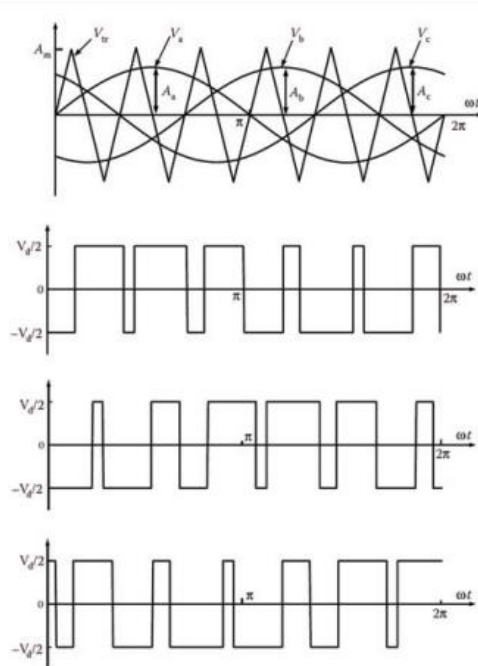 V_tr V_a V_b V_c
A_m
A_a A_b A_c
ωt
π
2π
V_d/2
0
π
ωt
2π
−V_d/2
V_d/2
0
π
ωt
2π
−V_d/2
V_d/2
0
π
ωt
2π
−V_d/2